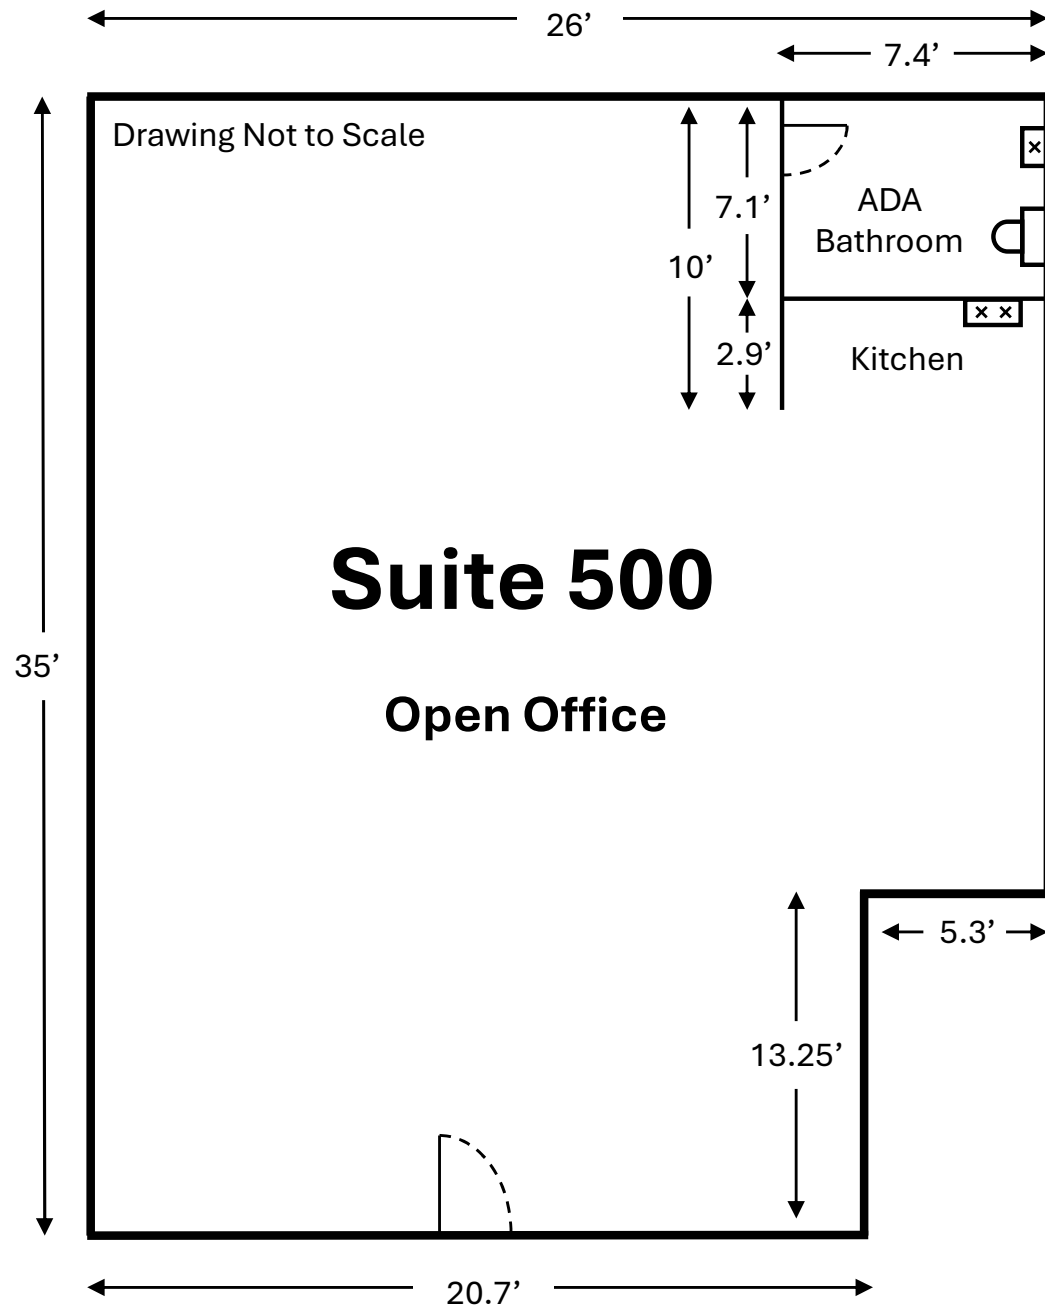 26’
7.4’
Drawing Not to Scale
7.1’
ADA
Bathroom
10’
2.9’
Kitchen
Suite 500
35’
Open Office
5.3’
13.25’
20.7’